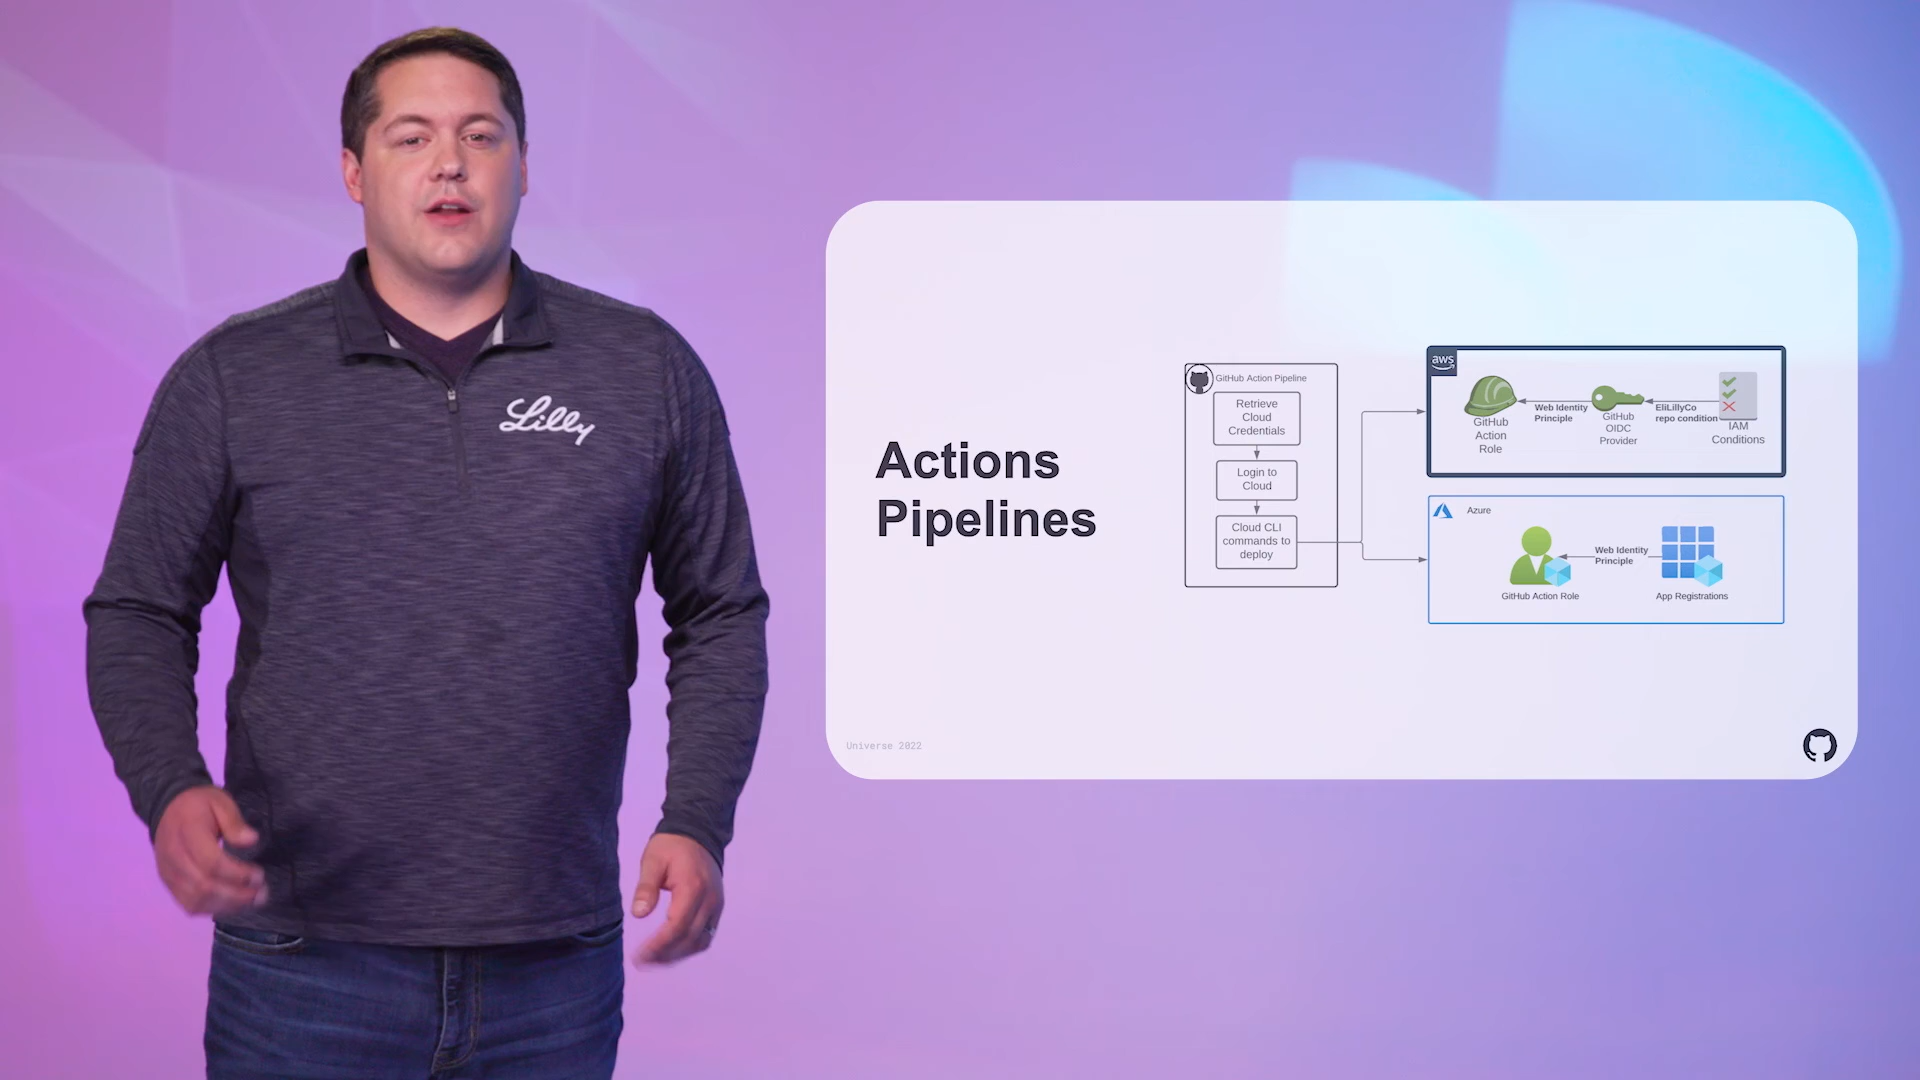 Lilly
Actions
Pipelines
GitHub Action Pipeline
Retrieve
Cloud
Credentials
Login to
Cloud
Cloud CLI
commands to
deploy
aws
GitHub
Action
Role
Web Identity
Principle
GitHub
OIDC
Provider
EliLillyCo
repo condition
IAM
Conditions
Azure
GitHub Action Role
Web Identity
Principle
App Registrations
Universe 2022